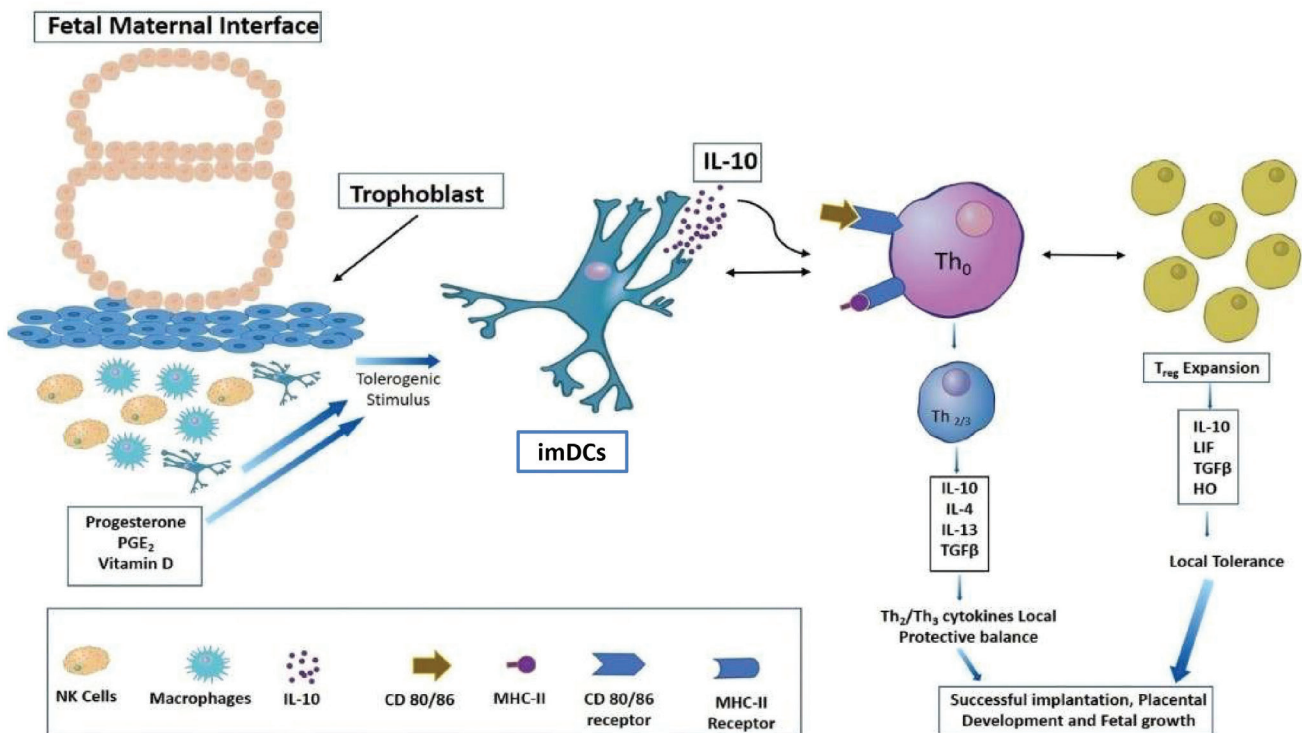 Fetal Maternal Interface
Trophoblast
IL-10
Th₀
Tolerogenic
Stimulus
imDCs
Progesterone
PGE₂
Vitamin D
Th ₂/₃
IL-10
IL-4
IL-13
TGFβ
Th₂/Th₃ cytokines Local
Protective balance
T_reg Expansion
IL-10
LIF
TGFβ
HO
Local Tolerance
Successful implantation, Placental
Development and Fetal growth
NK Cells
Macrophages
IL-10
CD 80/86
MHC-II
CD 80/86
receptor
MHC-II
Receptor